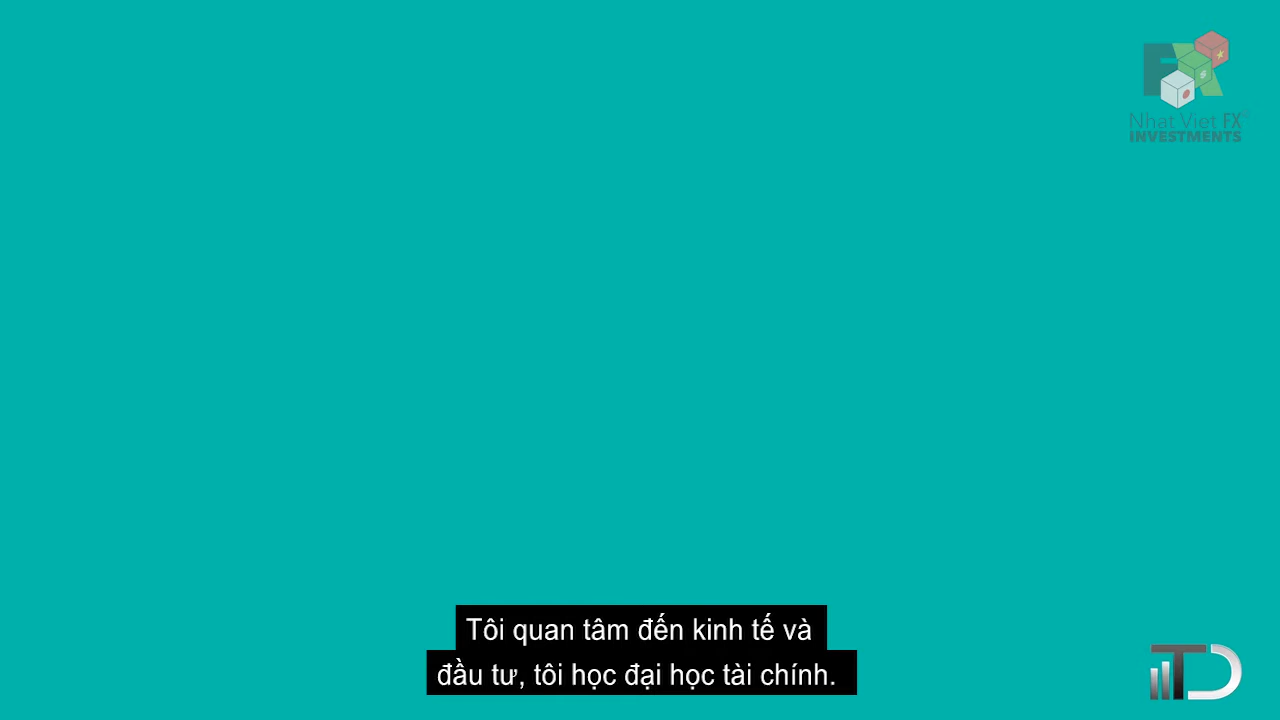 Nhat Viet FX
INVESTMENTS
Tôi quan tâm đến kinh tế và
đầu tư, tôi học đại học tài chính.
TD